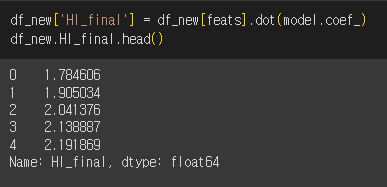 df_new['HI_final'] = df_new[feats].dot(model.coef_)
df_new.HI_final.head()
0    1.784606
1    1.905034
2    2.041376
3    2.138887
4    2.191869
Name: HI_final, dtype: float64